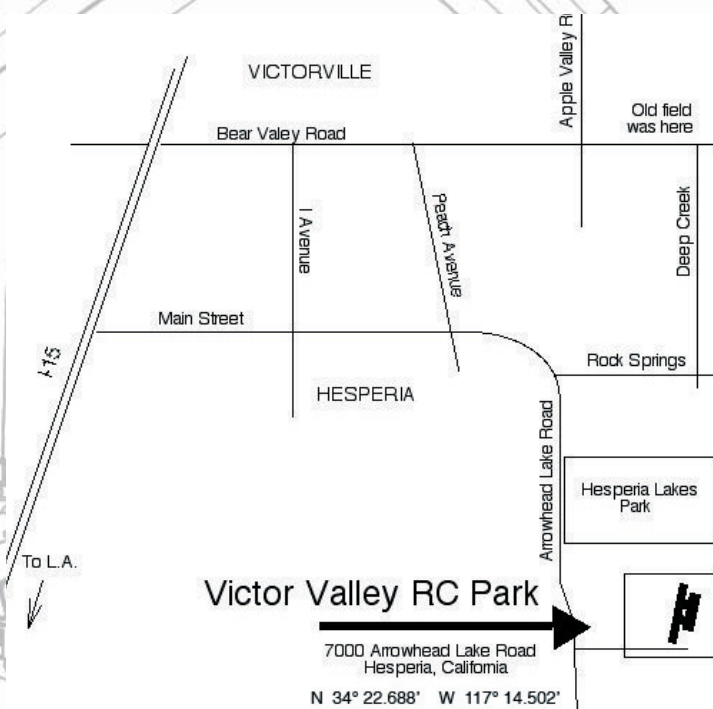 VICTORVILLE
Apple Valley R
Old field
was here
Bear Valey Road
I Avenue
Peach Avenue
Deep Creek
Main Street
I-15
Rock Springs
HESPERIA
Arrowhead Lake Road
Hesperia Lakes
Park
To L.A.
Victor Valley RC Park
7000 Arrowhead Lake Road
Hesperia, California
N 34° 22.688' W 117° 14.502'